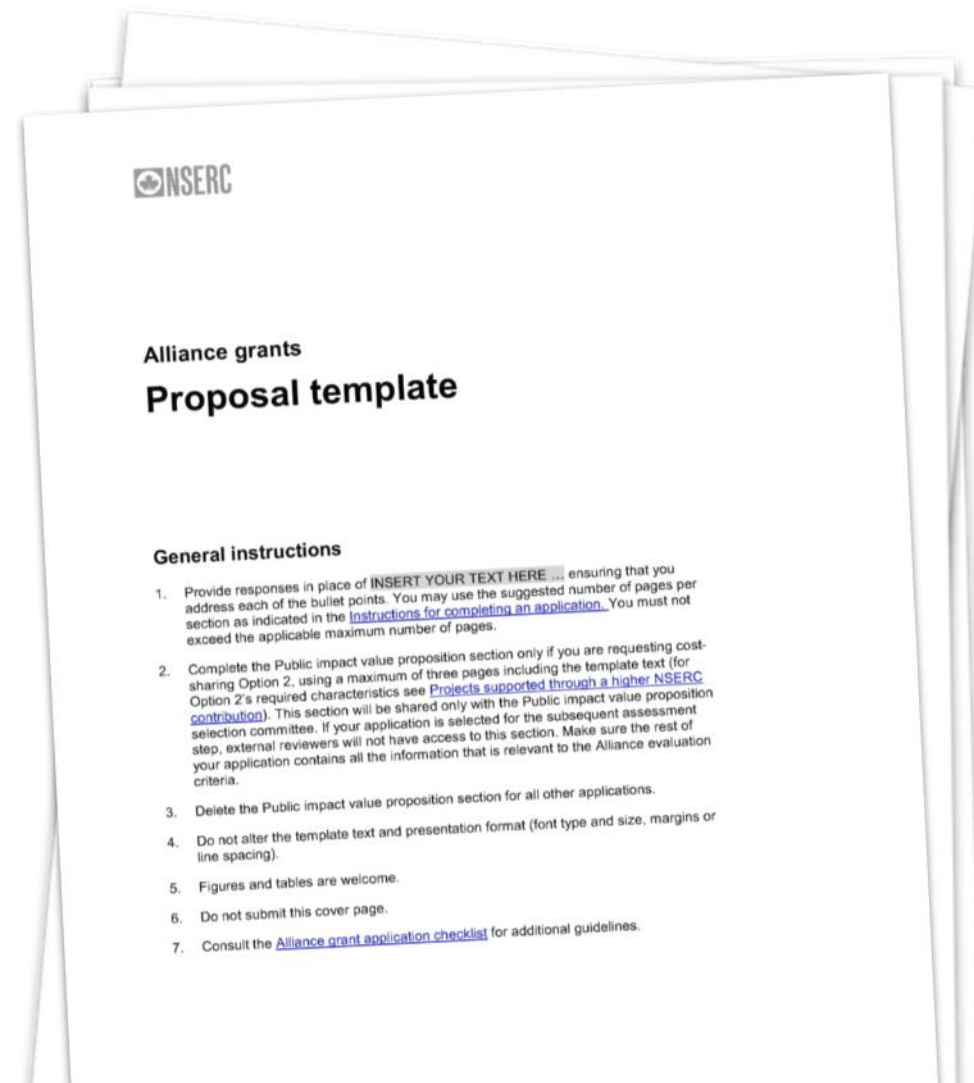 NSERC
Alliance grants
Proposal template
General instructions
1. Provide responses in place of INSERT YOUR TEXT HERE ... ensuring that you
address each of the bullet points. You may use the suggested number of pages per
section as indicated in the Instructions for completing an application. You must not
exceed the applicable maximum number of pages.
2. Complete the Public impact value proposition section only if you are requesting cost-
sharing Option 2, using a maximum of three pages including the template text (for
Option 2's required characteristics see Projects supported through a higher NSERC
contribution). This section will be shared only with the Public impact value proposition
selection committee. If your application is selected for the subsequent assessment
step, external reviewers will not have access to this section. Make sure the rest of
your application contains all the information that is relevant to the Alliance evaluation
criteria.
3. Delete the Public impact value proposition section for all other applications.
4. Do not alter the template text and presentation format (font type and size, margins or
line spacing).
5. Figures and tables are welcome.
6. Do not submit this cover page.
7. Consult the Alliance grant application checklist for additional guidelines.